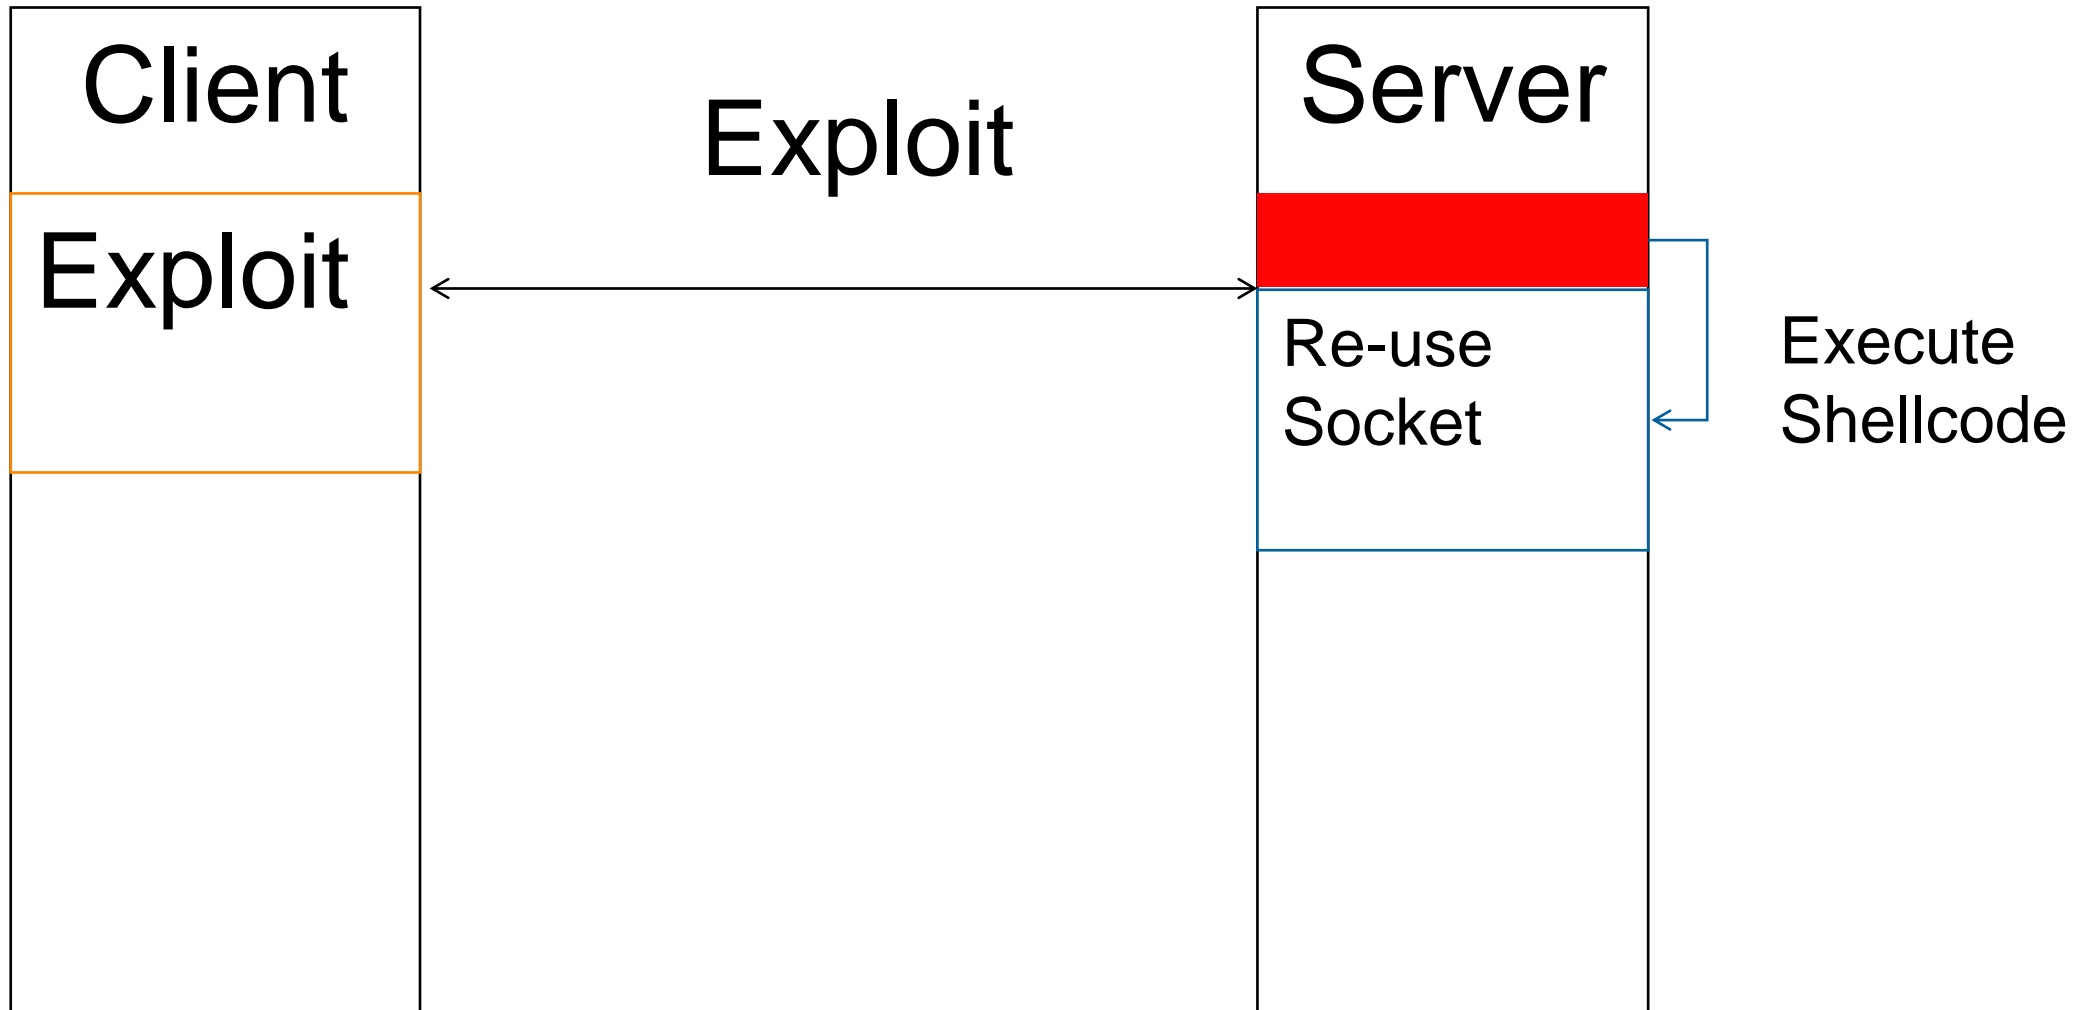 Client
Exploit
Server
Exploit
Re-use
Socket
Execute
Shellcode